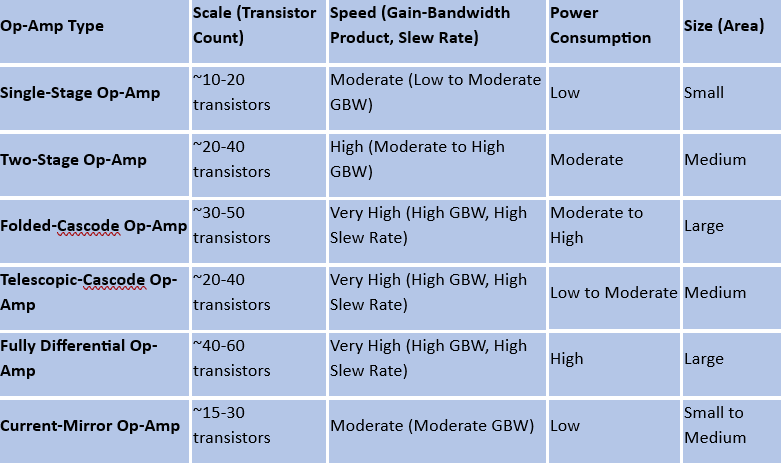 Op-Amp Type
Scale (Transistor
Count)
Speed (Gain-Bandwidth
Product, Slew Rate)
Power
Consumption
Size (Area)
Single-Stage Op-Amp
~10-20
transistors
Moderate (Low to Moderate
GBW)
Low
Small
Two-Stage Op-Amp
~20-40
transistors
High (Moderate to High
GBW)
Moderate
Medium
Folded-Cascode Op-Amp
~30-50
transistors
Very High (High GBW, High
Slew Rate)
Moderate to
High
Large
Telescopic-Cascode Op-
Amp
~20-40
transistors
Very High (High GBW, High
Slew Rate)
Low to Moderate
Medium
Fully Differential Op-
Amp
~40-60
transistors
Very High (High GBW, High
Slew Rate)
High
Large
Current-Mirror Op-Amp
~15-30
transistors
Moderate (Moderate GBW)
Low
Small to
Medium